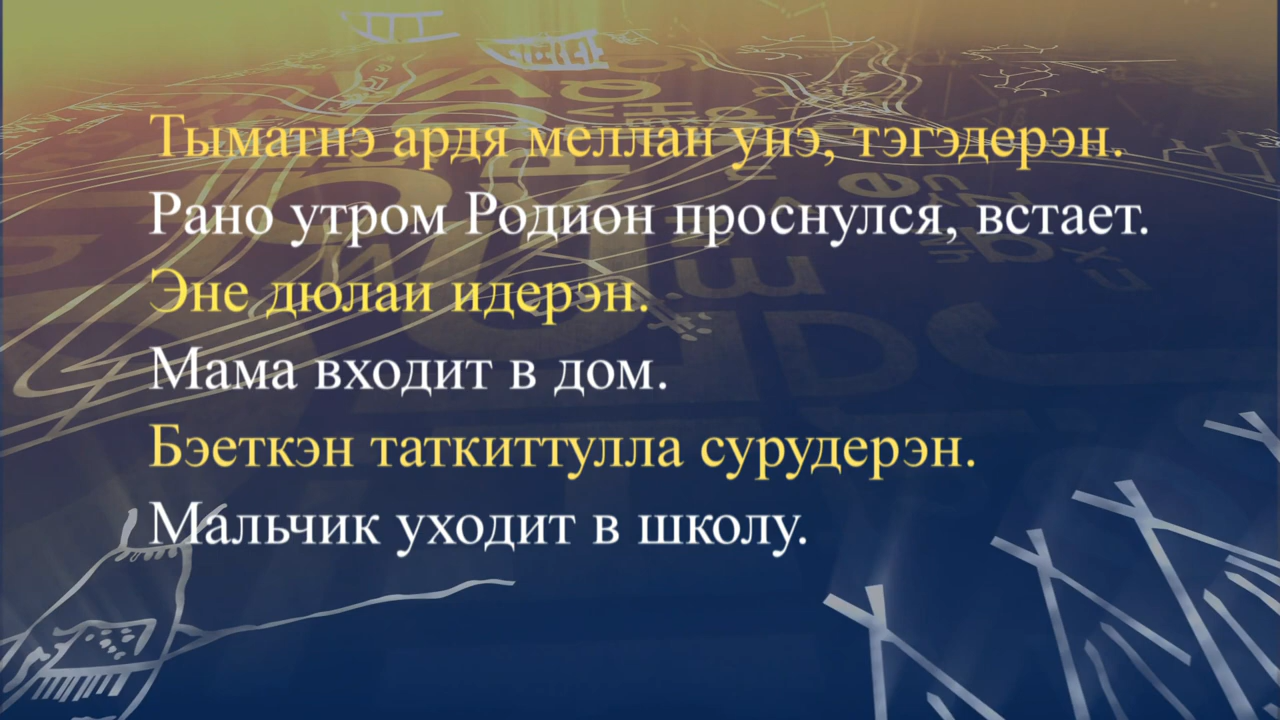 Тыматнэ ардя меллан унэ, тэгэдерэн.
Рано утром Родион проснулся, встает.
Эне дюлаи идерэн.
Мама входит в дом.
Бэеткэн таткиттулла сурудерэн.
Мальчик уходит в школу.